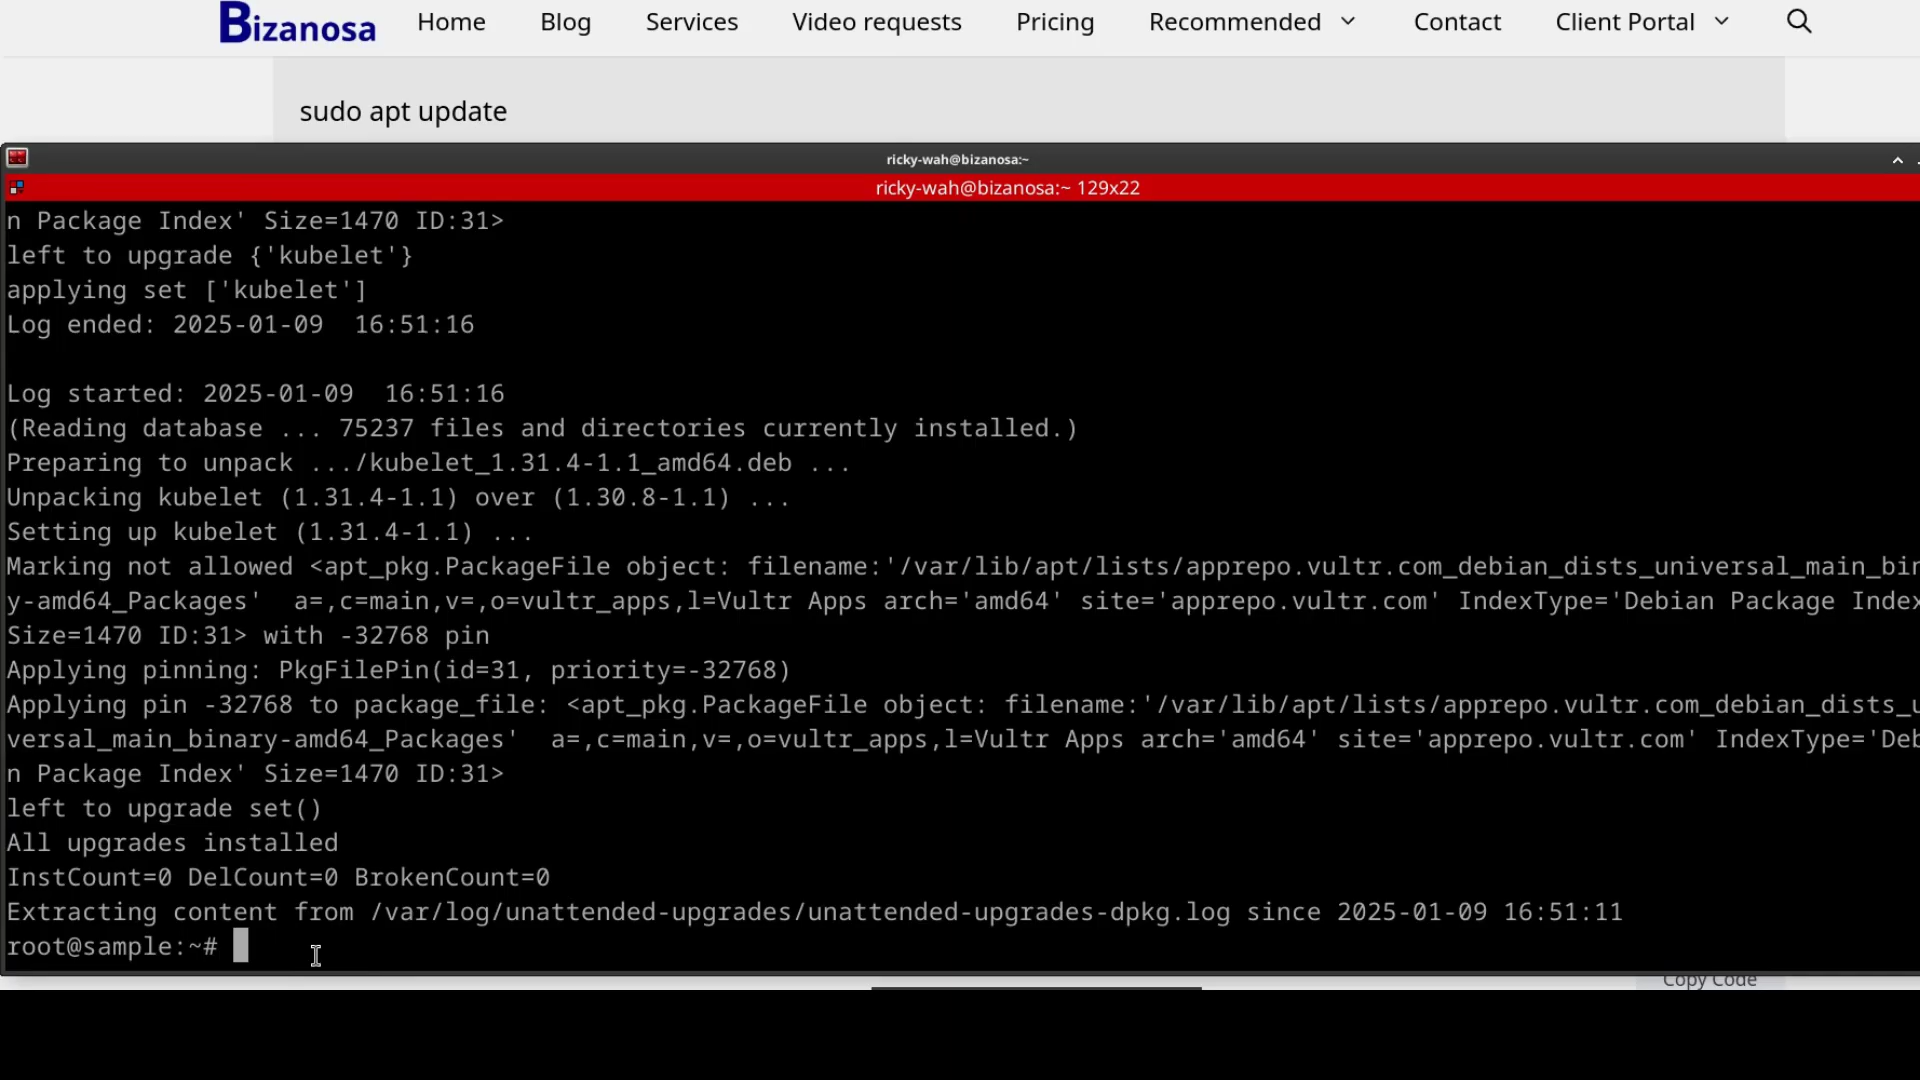 Bizanosa Home Blog Services Video requests Pricing Recommended Contact Client Portal
sudo apt update
ricky-wah@bizanosa:~
ricky-wah@bizanosa:~ 129x22
n Package Index' Size=1470 ID:31>
left to upgrade {'kubelet'}
applying set ['kubelet']
Log ended: 2025-01-09  16:51:16
Log started: 2025-01-09  16:51:16
(Reading database ... 75237 files and directories currently installed.)
Preparing to unpack .../kubelet_1.31.4-1.1_amd64.deb ...
Unpacking kubelet (1.31.4-1.1) over (1.30.8-1.1) ...
Setting up kubelet (1.31.4-1.1) ...
Marking not allowed <apt_pkg.PackageFile object: filename:'/var/lib/apt/lists/apprepo.vultr.com_debian_dists_universal_main_bin
y-amd64_Packages'  a=,c=main,v=,o=vultr_apps,l=Vultr Apps arch='amd64' site='apprepo.vultr.com' IndexType='Debian Package Index
Size=1470 ID:31> with -32768 pin
Applying pinning: PkgFilePin(id=31, priority=-32768)
Applying pin -32768 to package_file: <apt_pkg.PackageFile object: filename:'/var/lib/apt/lists/apprepo.vultr.com_debian_dists_u
versal_main_binary-amd64_Packages'  a=,c=main,v=,o=vultr_apps,l=Vultr Apps arch='amd64' site='apprepo.vultr.com' IndexType='Deb
n Package Index' Size=1470 ID:31>
left to upgrade set()
All upgrades installed
InstCount=0 DelCount=0 BrokenCount=0
Extracting content from /var/log/unattended-upgrades/unattended-upgrades-dpkg.log since 2025-01-09 16:51:11
root@sample:~#
Copy Code